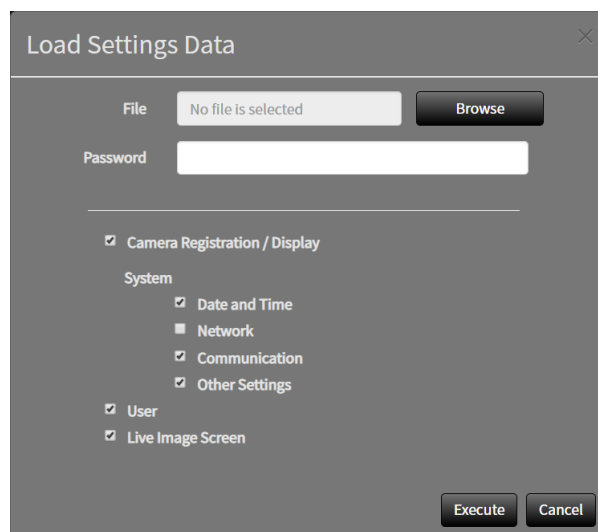 Load Settings Data
File No file is selected Browse
Password
Camera Registration / Display
System
Date and Time
Network
Communication
Other Settings
User
Live Image Screen
Execute Cancel